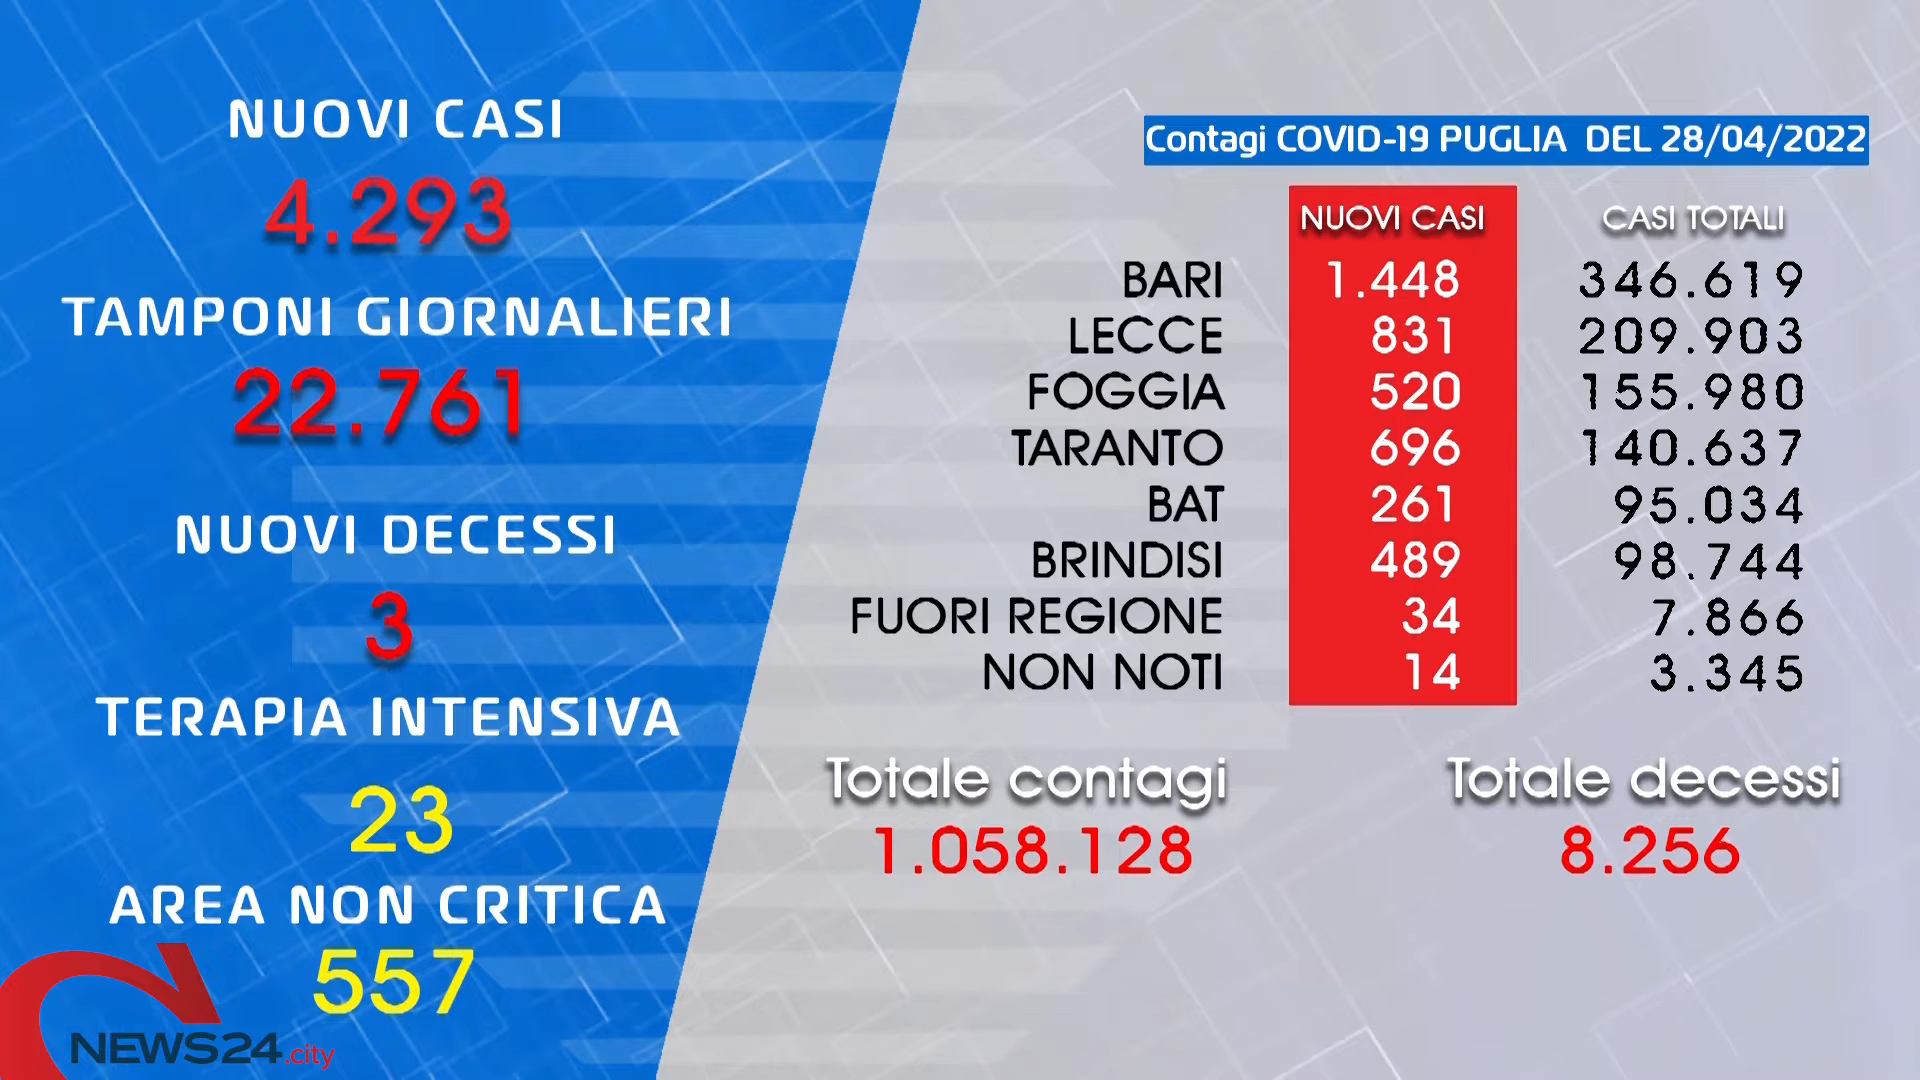 NUOVI CASI
4.293
TAMPONI GIORNALIERI
22.761
NUOVI DECESSI
3
TERAPIA INTENSIVA
23
AREA NON CRITICA
557
NEWS24.city
Contagi COVID-19 PUGLIA DEL 28/04/2022
NUOVI CASI CASI TOTALI
BARI 1.448 346.619
LECCE 831 209.903
FOGGIA 520 155.980
TARANTO 696 140.637
BAT 261 95.034
BRINDISI 489 98.744
FUORI REGIONE 34 7.866
NON NOTI 14 3.345
Totale contagi Totale decessi
1.058.128 8.256